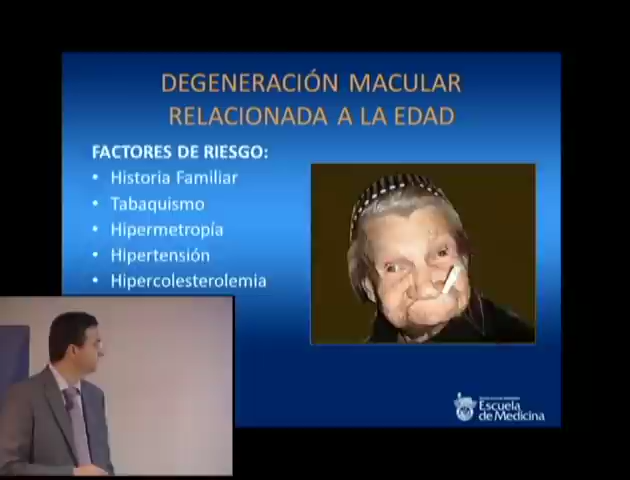 DEGENERACIÓN MACULAR
RELACIONADA A LA EDAD
FACTORES DE RIESGO:
• Historia Familiar
• Tabaquismo
• Hipermetropía
• Hipertensión
• Hipercolesterolemia
Escuela
de Medicina